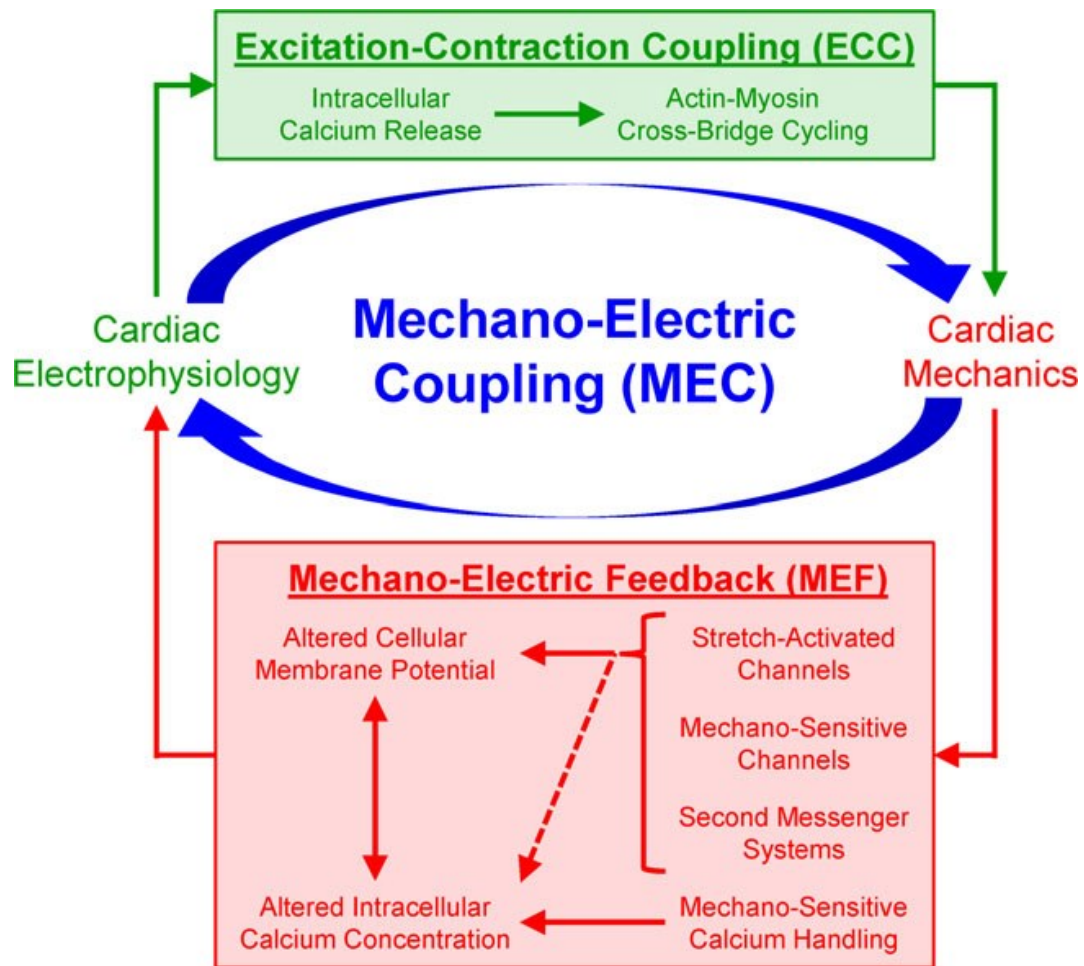 Excitation-Contraction Coupling (ECC)
Intracellular
Calcium Release
Actin-Myosin
Cross-Bridge Cycling
Cardiac
Electrophysiology
Mechano-Electric
Coupling (MEC)
Cardiac
Mechanics
Mechano-Electric Feedback (MEF)
Altered Cellular
Membrane Potential
Stretch-Activated
Channels
Mechano-Sensitive
Channels
Second Messenger
Systems
Altered Intracellular
Calcium Concentration
Mechano-Sensitive
Calcium Handling